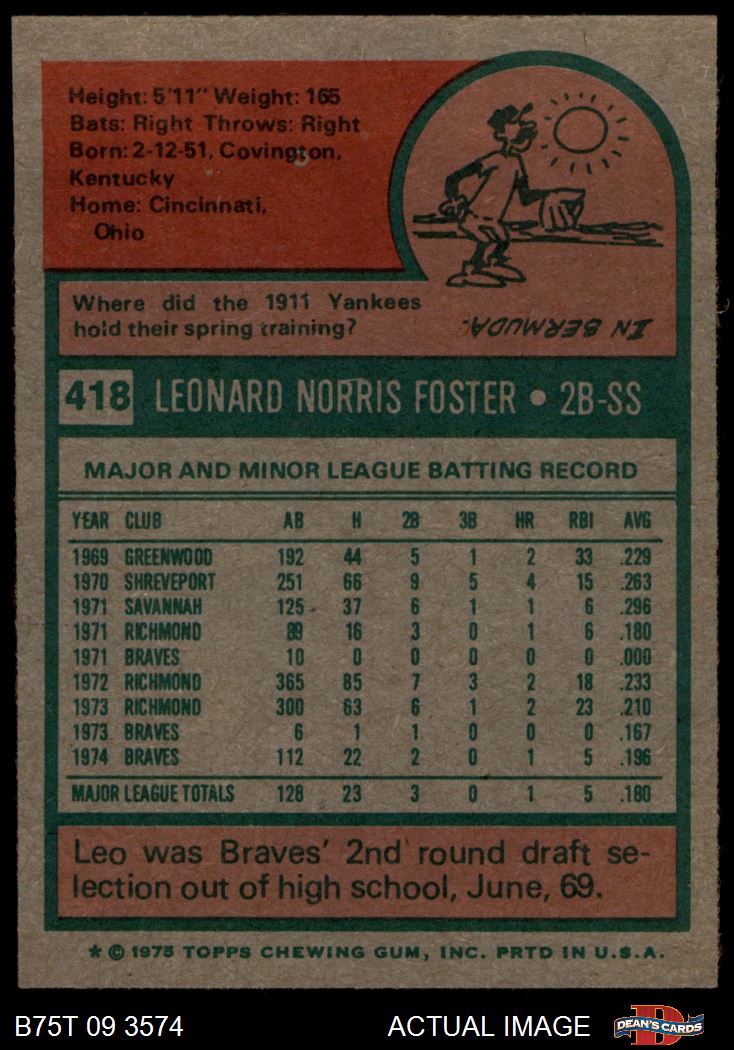 Height: 5'11" Weight: 165
Bats: Right Throws: Right
Born: 2-12-51, Covington,
Kentucky
Home: Cincinnati,
Ohio
Where did the 1911 Yankees
hold their spring training?
IN BERMUDA.
418 LEONARD NORRIS FOSTER • 2B-SS
MAJOR AND MINOR LEAGUE BATTING RECORD
YEAR CLUB AB H 2B 3B HR RBI AVG
1969 GREENWOOD 192 44 5 1 2 33 .229
1970 SHREVEPORT 251 66 9 5 4 15 .263
1971 SAVANNAH 125 37 6 1 1 6 .296
1971 RICHMOND 89 16 3 0 1 6 .180
1971 BRAVES 10 0 0 0 0 0 .000
1972 RICHMOND 365 85 7 3 2 18 .233
1973 RICHMOND 300 63 6 1 2 23 .210
1973 BRAVES 6 1 1 0 0 0 .167
1974 BRAVES 112 22 2 0 1 5 .196
MAJOR LEAGUE TOTALS 128 23 3 0 1 5 .180
Leo was Braves' 2nd round draft se-
lection out of high school, June, 69.
* © 1975 TOPPS CHEWING GUM, INC. PRTD IN U.S.A.
B75T 09 3574 ACTUAL IMAGE D DEAN'S CARDS